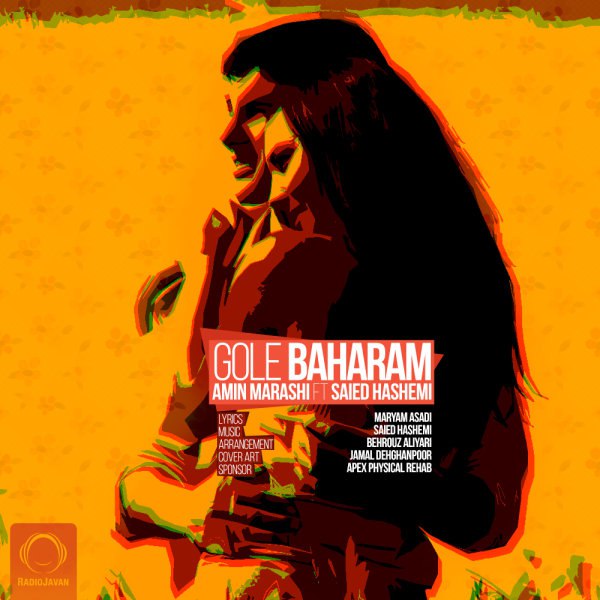 GOLE BAHARAM
AMIN MARASHI FT SAIED HASHEMI
LYRICS MARYAM ASADI
MUSIC SAIED HASHEMI
ARRANGEMENT BEHROUZ ALIYARI
COVER ART JAMAL DEHGHANPOOR
SPONSOR APEX PHYSICAL REHAB
RADIOJAVAN